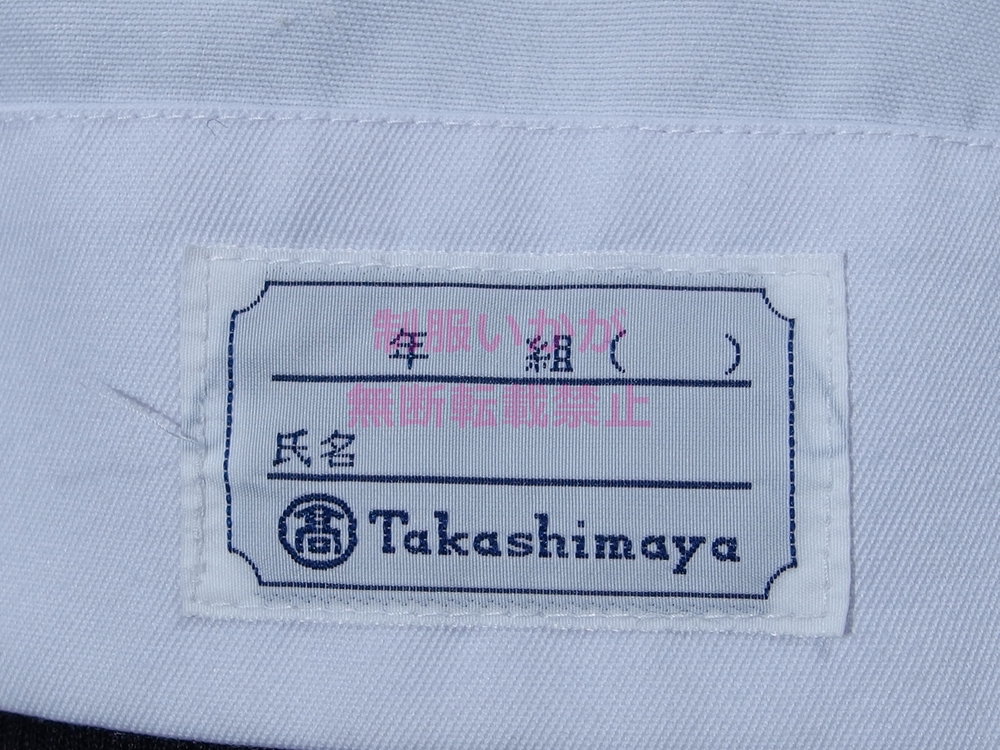 制服いかが
年 組( )
無断転載禁止
氏名
髙 Takashimaya